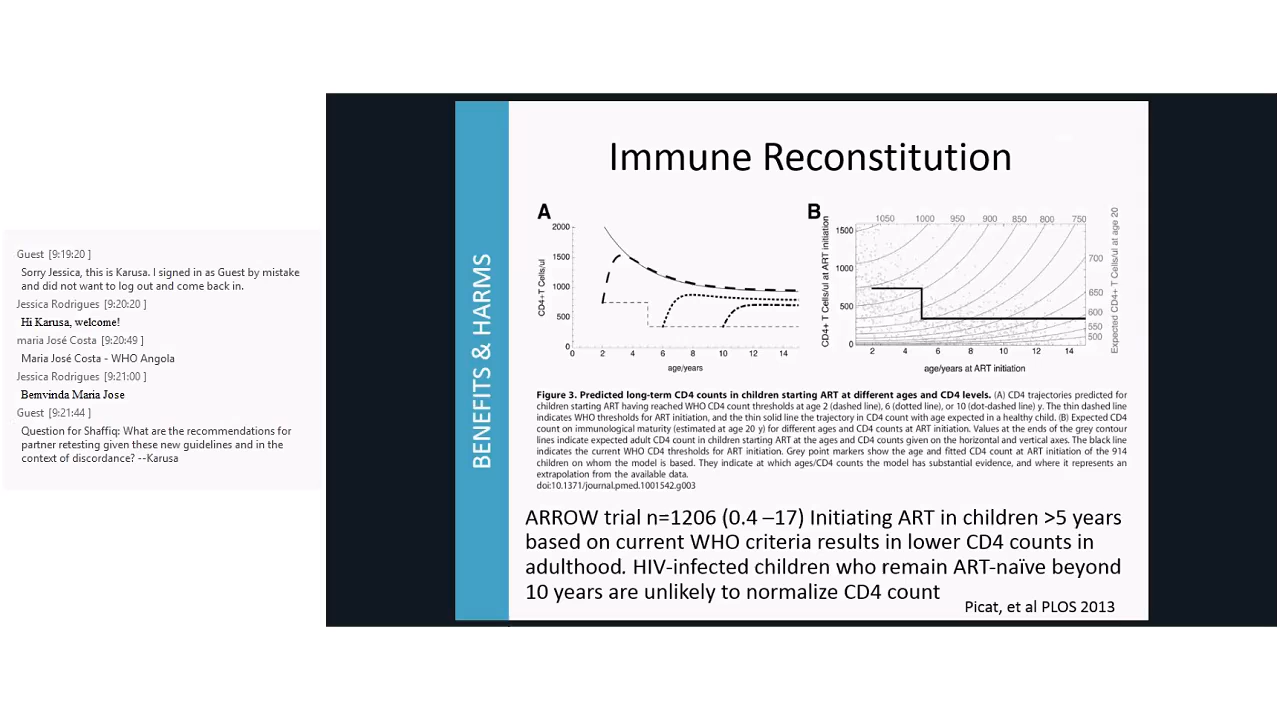 Guest [9:19:20 ]
Sorry Jessica, this is Karusa. I signed in as Guest by mistake
and did not want to log out and come back in.
Jessica Rodrigues [9:20:20 ]
Hi Karusa, welcome!
maria José Costa [9:20:49 ]
Maria José Costa - WHO Angola
Jessica Rodrigues [9:21:00 ]
Bemvinda Maria Jose
Guest [9:21:44 ]
Question for Shaffiq: What are the recommendations for
partner retesting given these new guidelines and in the
context of discordance? --Karusa
BENEFITS & HARMS
Immune Reconstitution
A
2000
1500
1000
500
0
CD4+T Cells/ul
0 2 4 6 8 10 12 14
age/years
B
1050 1000 950 900 850 800 750
1500
1000
500
0
CD4+ T Cells/ul at ART initiation
700
650
600
550
500
Expected CD4+ T Cells/ul at age 20
2 4 6 8 10 12 14
age/years at ART initiation
Figure 3. Predicted long-term CD4 counts in children starting ART at different ages and CD4 levels. (A) CD4 trajectories predicted for
children starting ART having reached WHO CD4 count thresholds at age 2 (dashed line), 6 (dotted line), or 10 (dot-dashed line) y. The thin dashed line
indicates WHO thresholds for ART initiation, and the thin solid line the trajectory in CD4 count with age expected in a healthy child. (B) Expected CD4
count on immunological maturity (estimated at age 20 y) for different ages and CD4 counts at ART initiation. Values at the ends of the grey contour
lines indicate expected adult CD4 count in children starting ART at the ages and CD4 counts given on the horizontal and vertical axes. The black line
indicates the current WHO CD4 thresholds for ART initiation. Grey point markers show the age and fitted CD4 count at ART initiation of the 914
children on whom the model is based. They indicate at which ages/CD4 counts the model has substantial evidence, and where it represents an
extrapolation from the available data.
doi:10.1371/journal.pmed.1001542.g003
ARROW trial n=1206 (0.4 –17) Initiating ART in children >5 years
based on current WHO criteria results in lower CD4 counts in
adulthood. HIV-infected children who remain ART-naïve beyond
10 years are unlikely to normalize CD4 count
Picat, et al PLOS 2013